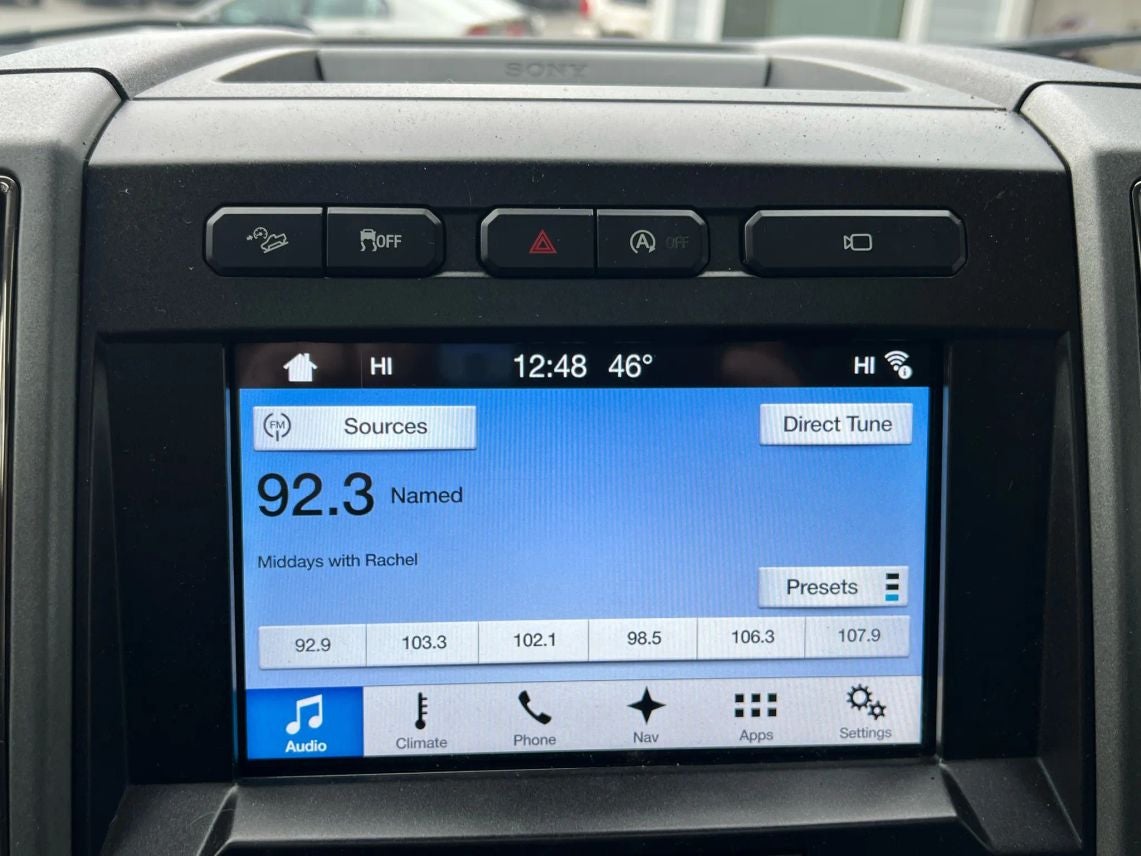 SONY
OFF
A OFF
HI 12:48 46° HI
FM Sources
Direct Tune
92.3 Named
Middays with Rachel
Presets
92.9 103.3 102.1 98.5 106.3 107.9
Audio Climate Phone Nav Apps Settings